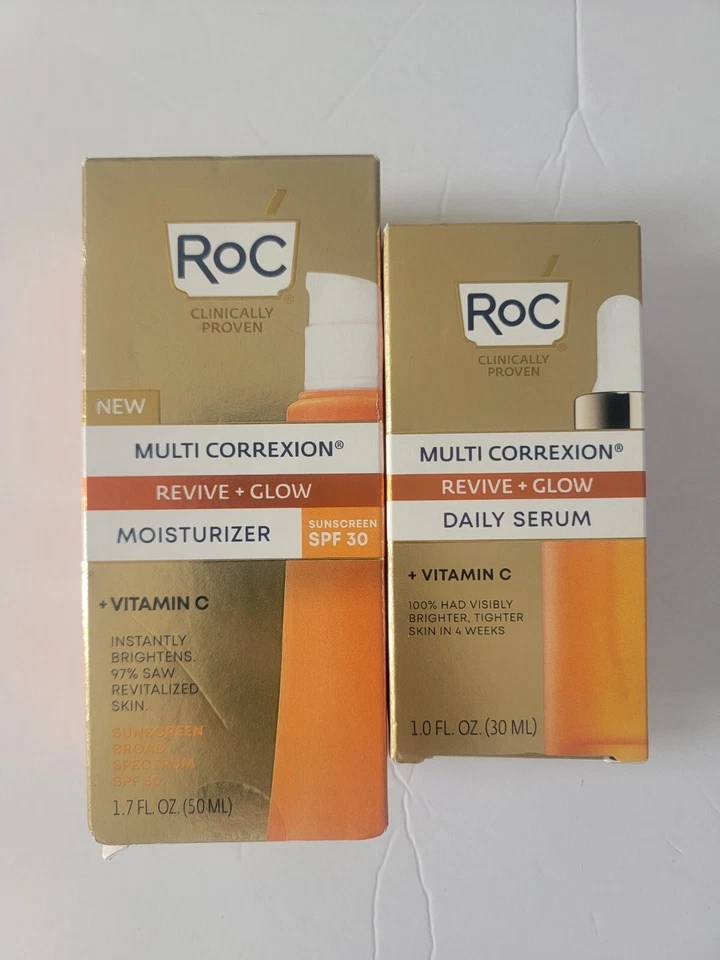 RoC®
CLINICALLY
PROVEN
NEW
MULTI CORREXION®
REVIVE + GLOW
MOISTURIZER
SUNSCREEN
SPF 30
+ VITAMIN C
INSTANTLY
BRIGHTENS.
97% SAW
REVITALIZED
SKIN.
SUNSCREEN
BROAD
SPECTRUM
SPF 30
1.7 FL. OZ. (50 ML)
RoC®
CLINICALLY
PROVEN
MULTI CORREXION®
REVIVE + GLOW
DAILY SERUM
+ VITAMIN C
100% HAD VISIBLY
BRIGHTER, TIGHTER
SKIN IN 4 WEEKS
1.0 FL. OZ. (30 ML)